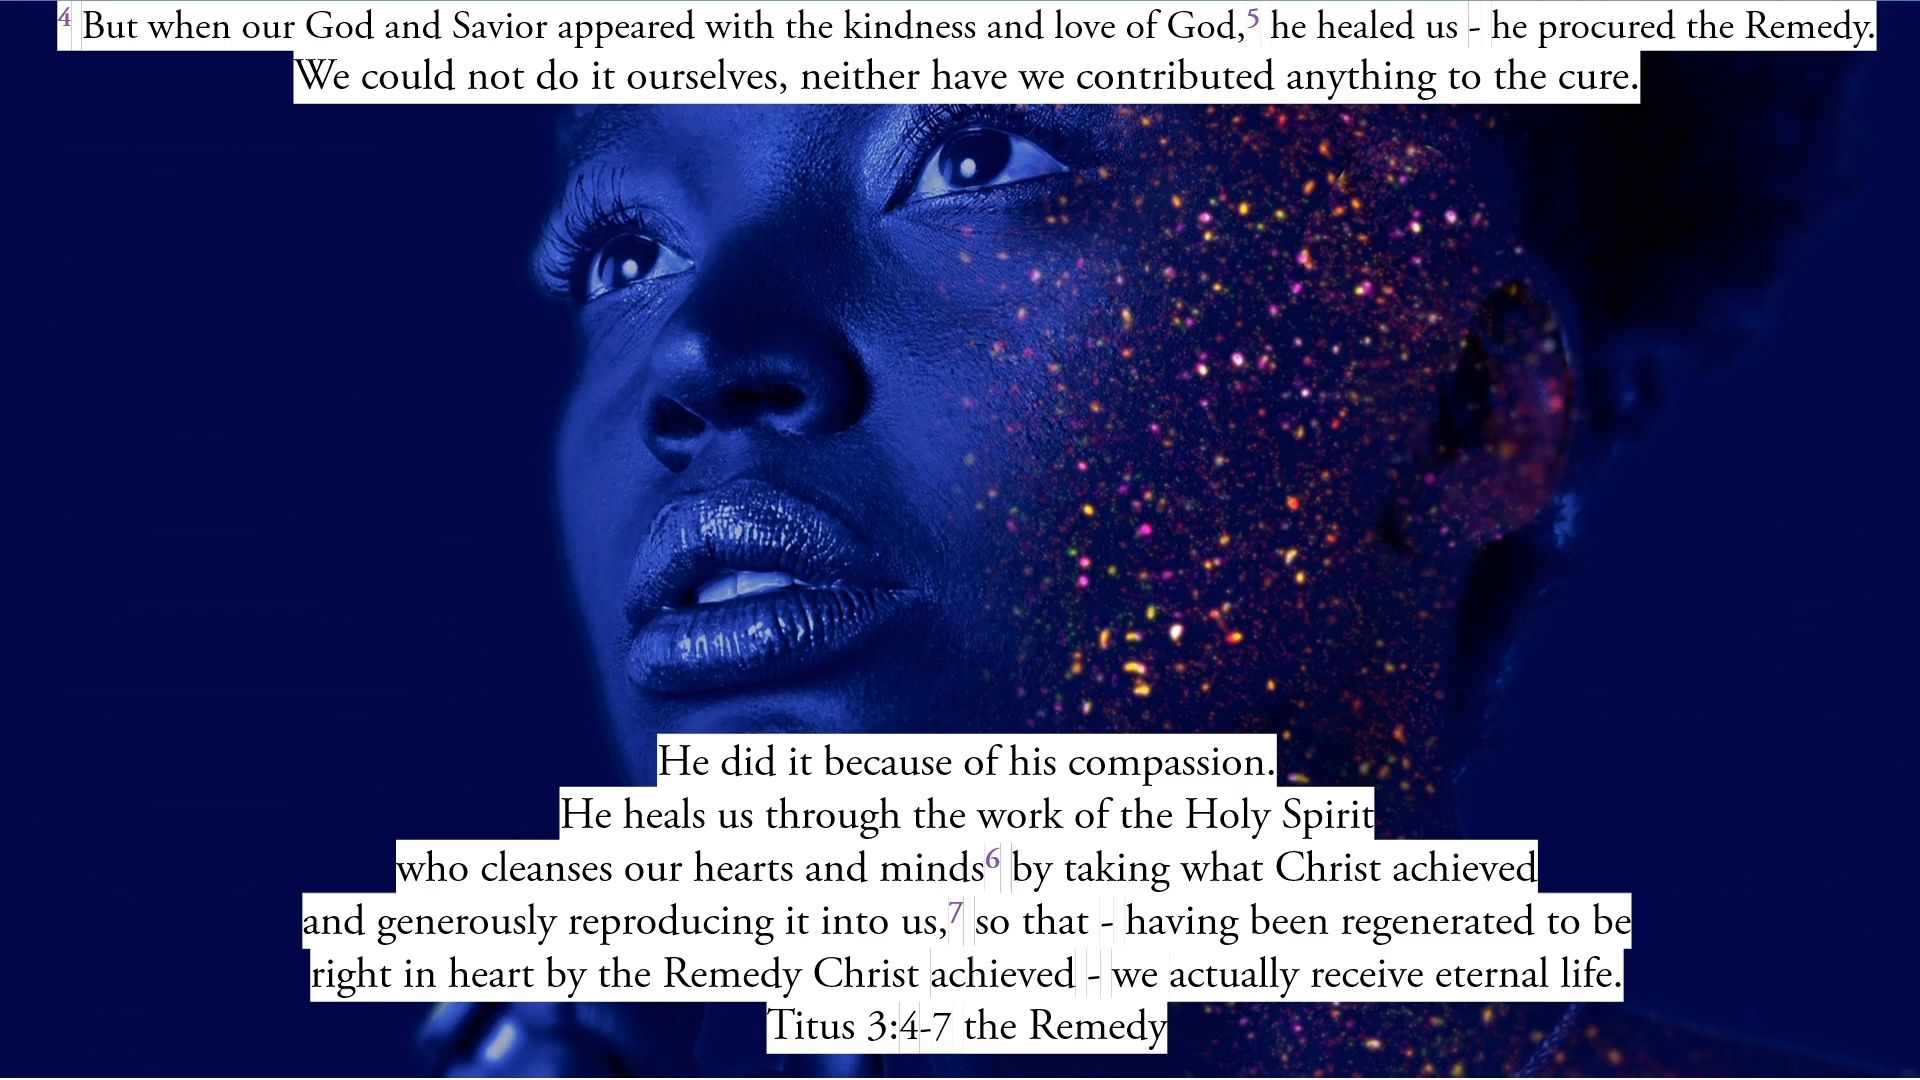 4 But when our God and Savior appeared with the kindness and love of God,5 he healed us - he procured the Remedy.
We could not do it ourselves, neither have we contributed anything to the cure.
He did it because of his compassion.
He heals us through the work of the Holy Spirit
who cleanses our hearts and minds6 by taking what Christ achieved
and generously reproducing it into us,7 so that - having been regenerated to be
right in heart by the Remedy Christ achieved - we actually receive eternal life.
Titus 3:4-7 the Remedy